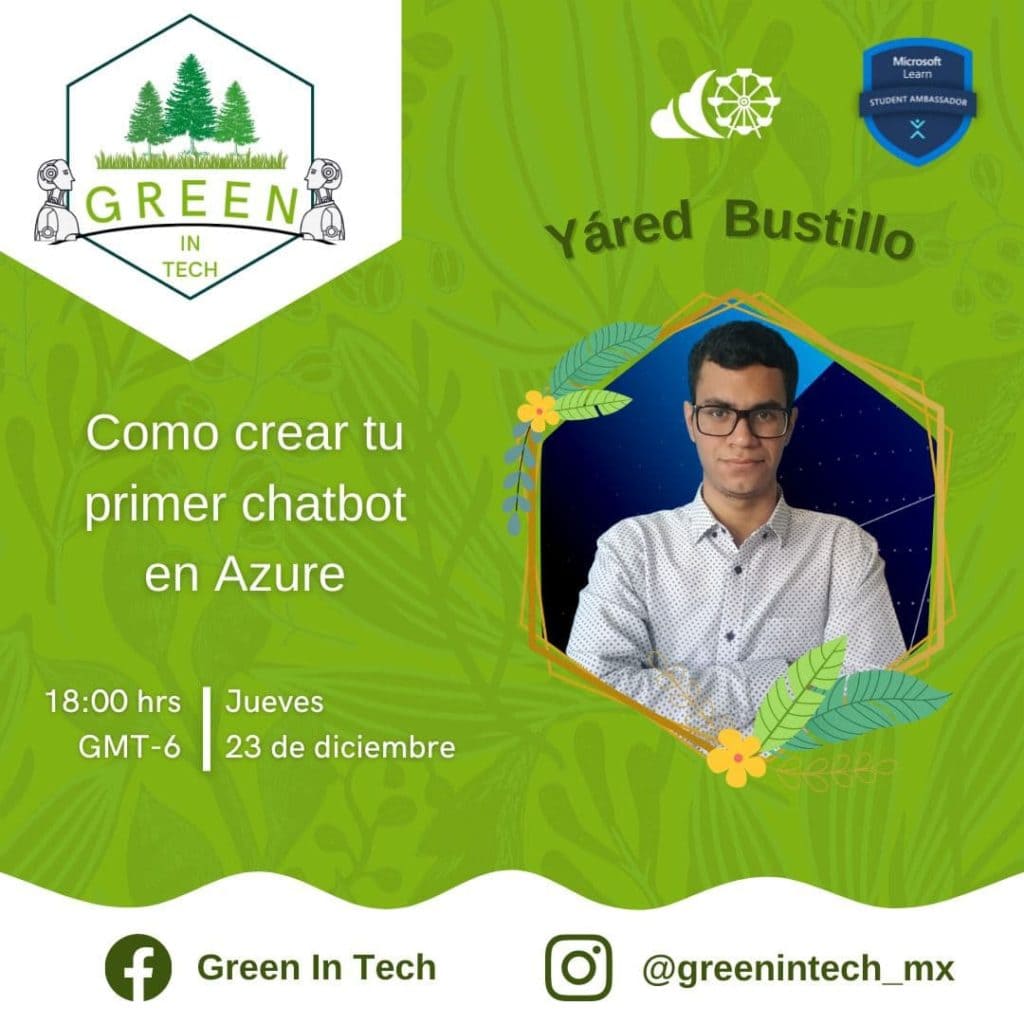 GREEN
IN
TECH
Microsoft
Learn
STUDENT AMBASSADOR
Yáred Bustillo
Como crear tu
primer chatbot
en Azure
18:00 hrs
GMT-6
Jueves
23 de diciembre
Green In Tech
@greenintech_mx